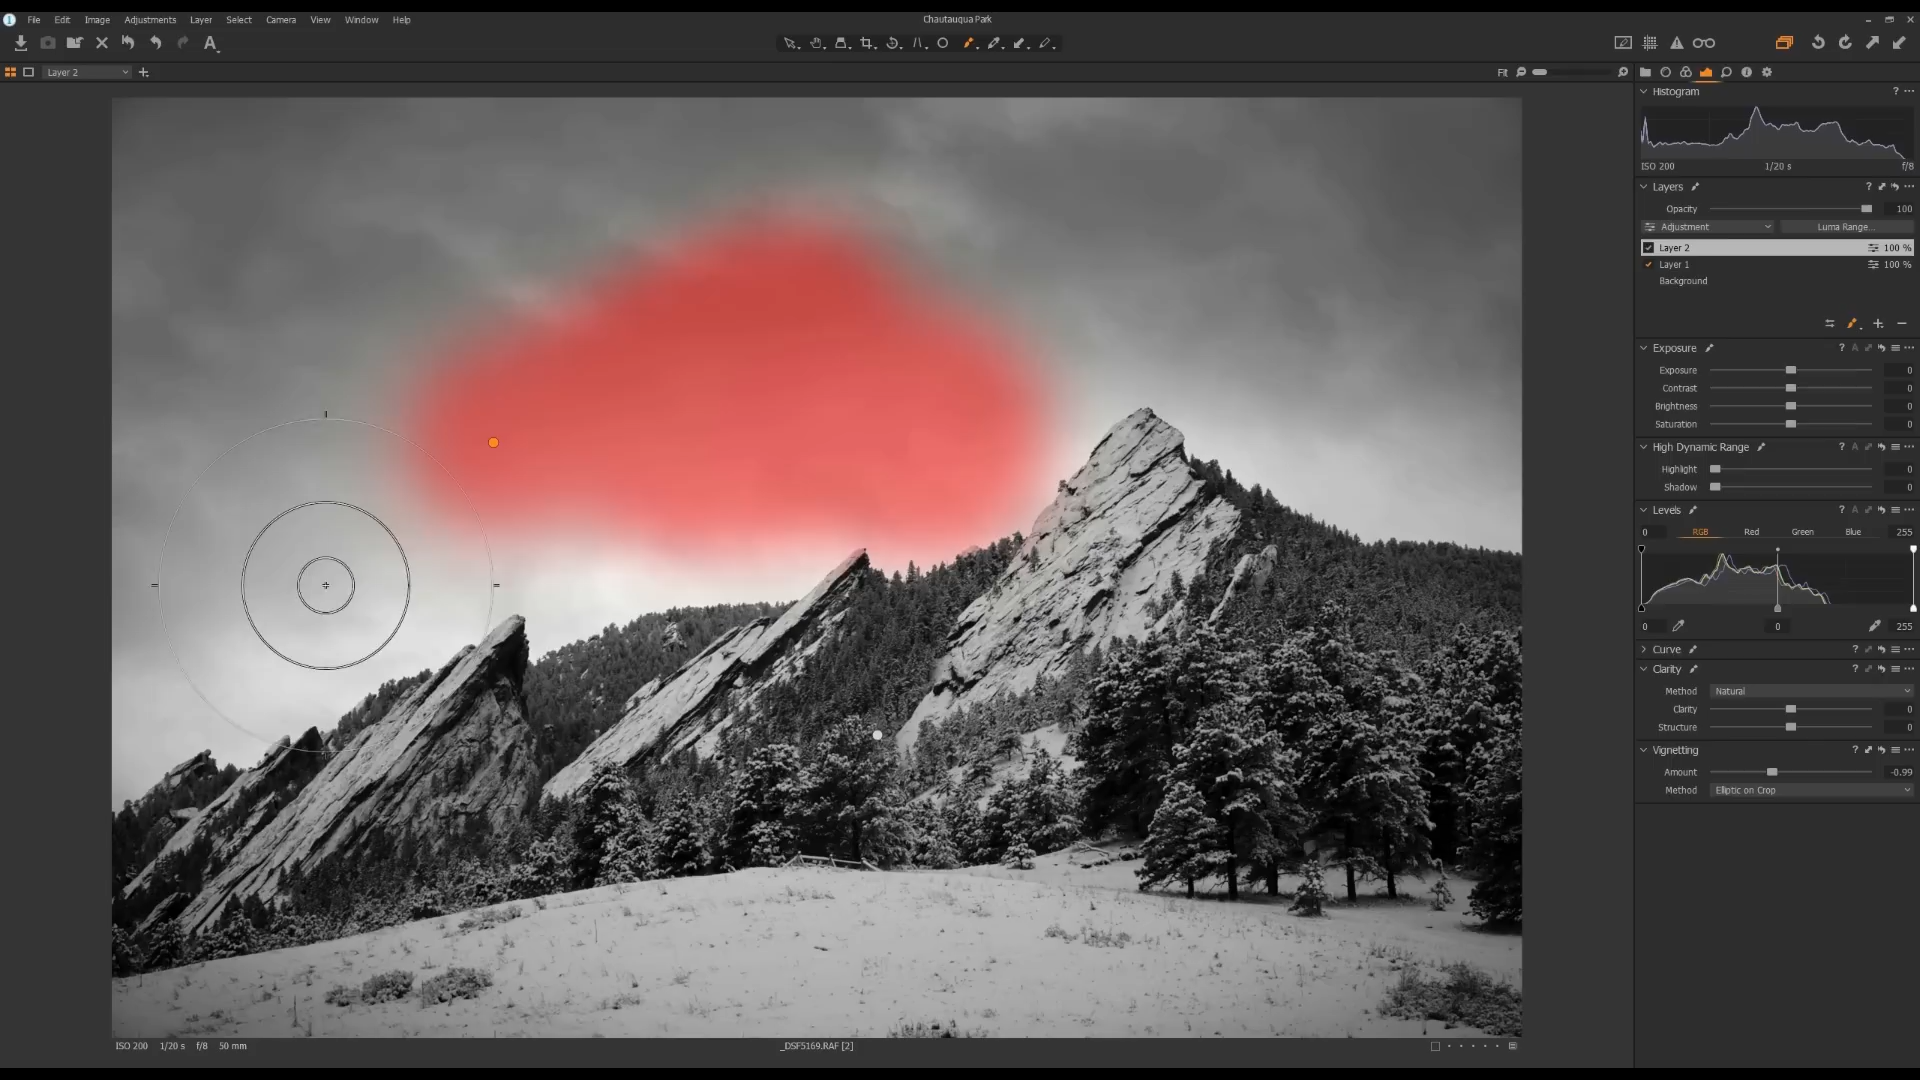 File Edit Image Adjustments Layer Select Camera View Window Help
Chautauqua Park
A
Layer 2
Fit
Histogram
ISO 200 1/20 s f/8
Layers
Opacity 100
Adjustment Luma Range...
Layer 2 100 %
Layer 1 100 %
Background
Exposure
Exposure 0
Contrast 0
Brightness 0
Saturation 0
High Dynamic Range
Highlight 0
Shadow 0
Levels
0 RGB Red Green Blue 255
0 0 255
Curve
Clarity
Method Natural
Clarity 0
Structure 0
Vignetting
Amount -0.99
Method Elliptic on Crop
ISO 200 1/20 s f/8 50 mm
_DSF5169.RAF [2]